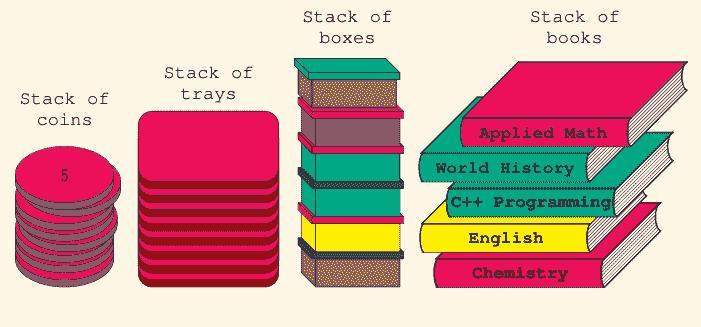 Stack of
coins
Stack of
trays
Stack of
boxes
Stack of
books
5
Applied Math
World History
C++ Programming
English
Chemistry